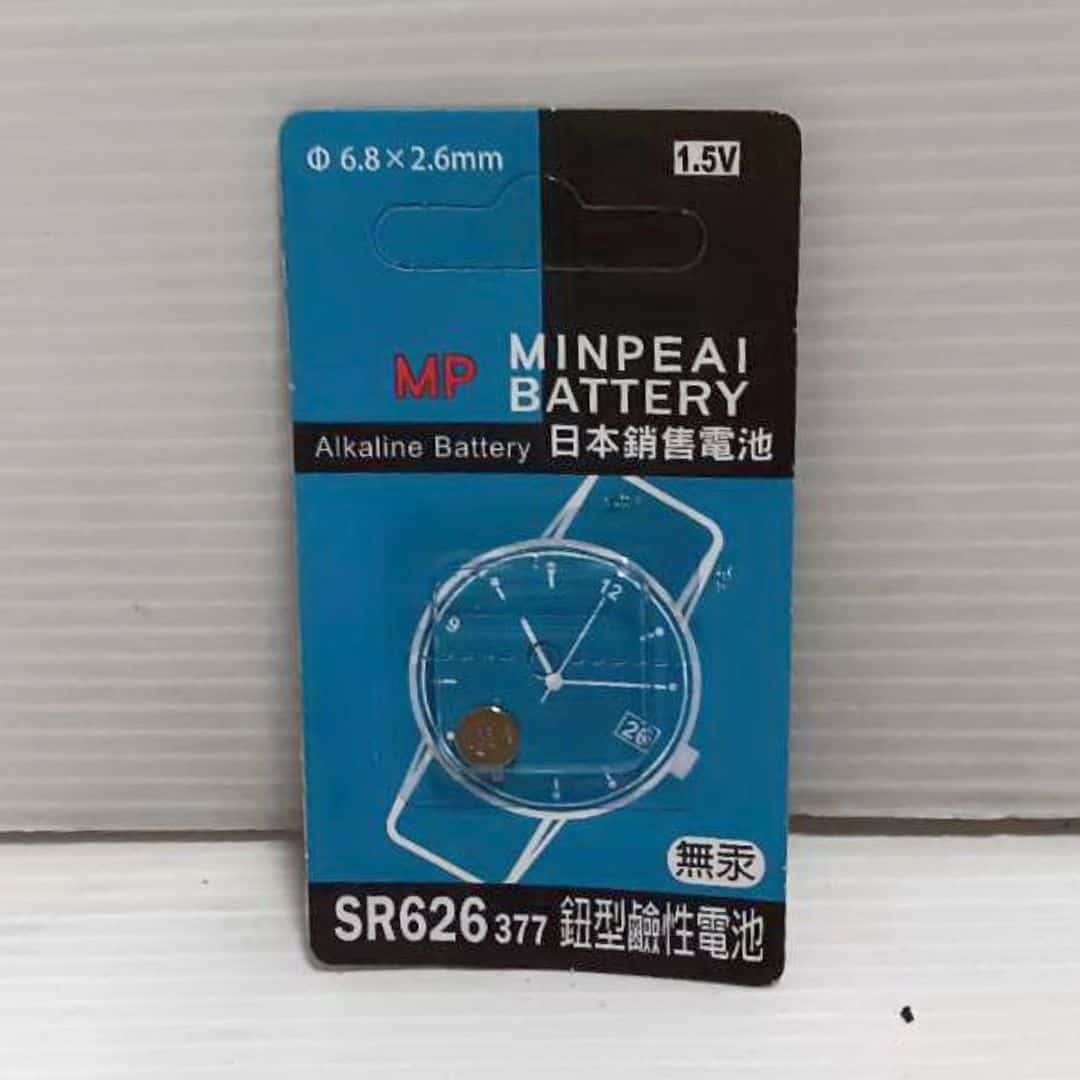 Φ 6.8×2.6mm
1.5V
MP
MINPEAI
BATTERY
Alkaline Battery 日本銷售電池
12
9
26
無汞
SR626 377 鈕型鹼性電池